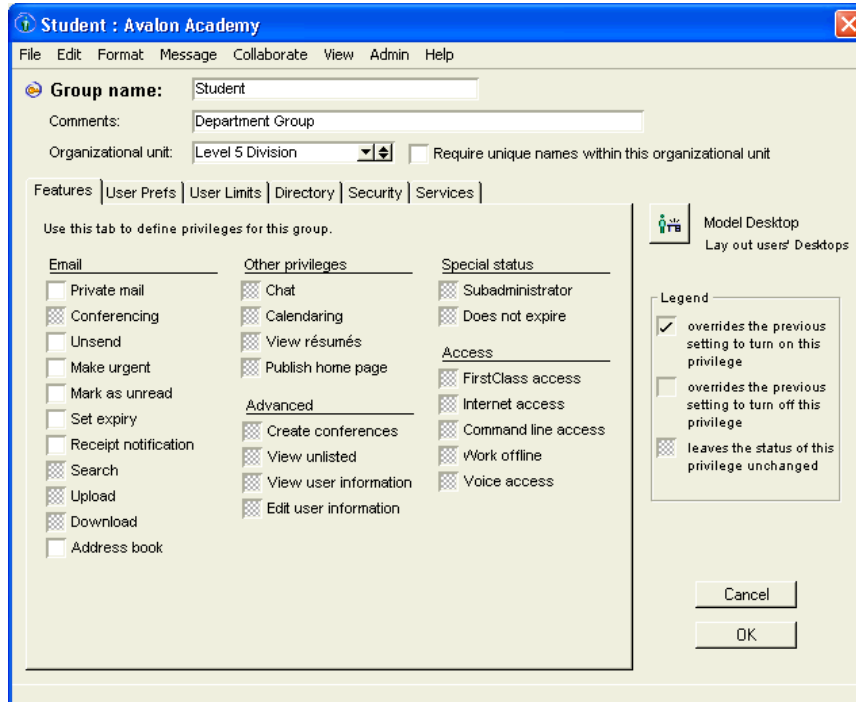 Student : Avalon Academy
File Edit Format Message Collaborate View Admin Help
Group name: Student
Comments: Department Group
Organizational unit: Level 5 Division Require unique names within this organizational unit
Features User Prefs User Limits Directory Security Services
Use this tab to define privileges for this group.
Email
Private mail
Conferencing
Unsend
Make urgent
Mark as unread
Set expiry
Receipt notification
Search
Upload
Download
Address book
Other privileges
Chat
Calendaring
View résumés
Publish home page
Advanced
Create conferences
View unlisted
View user information
Edit user information
Special status
Subadministrator
Does not expire
Access
FirstClass access
Internet access
Command line access
Work offline
Voice access
Model Desktop
Lay out users' Desktops
Legend
overrides the previous
setting to turn on this
privilege
overrides the previous
setting to turn off this
privilege
leaves the status of this
privilege unchanged
Cancel
OK